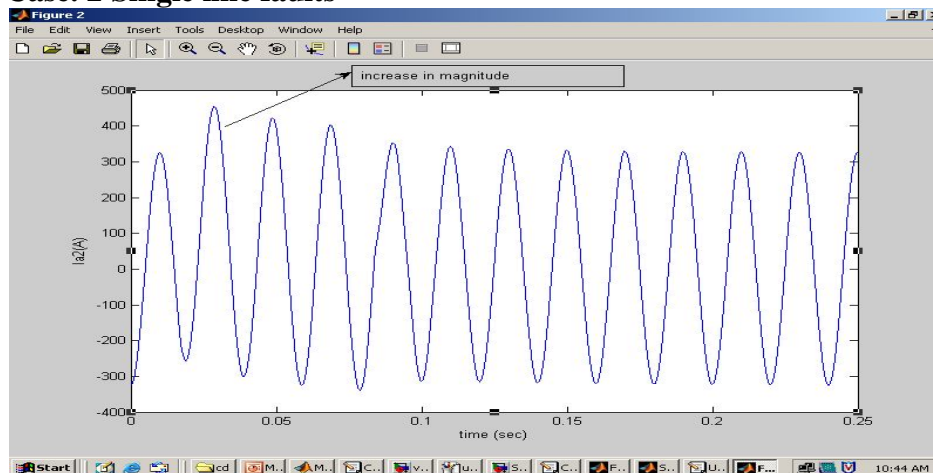 Case: 2 Single line faults
Figure 2
File Edit View Insert Tools Desktop Window Help
increase in magnitude
500
400
300
200
100
0
-100
-200
-300
-400
Ia2(A)
0 0.05 0.1 0.15 0.2 0.25
time (sec)
Start cd M.. M.. C.. v.. u.. S.. C.. F.. S.. U.. F... 10:44 AM